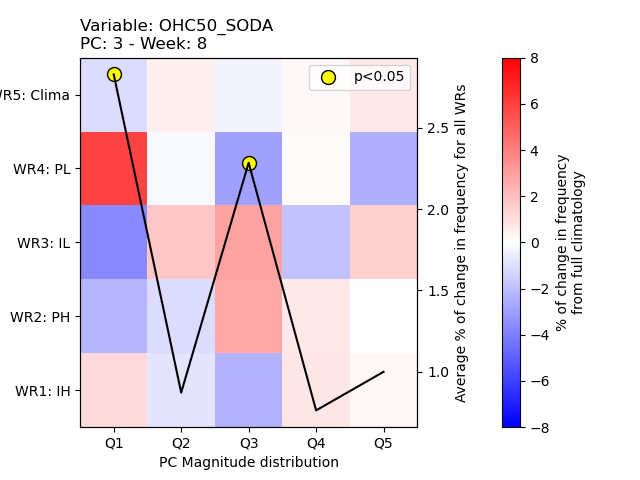 Variable: OHC50_SODA
PC: 3 - Week: 8
p<0.05
WR5: Clima
WR4: PL
WR3: IL
WR2: PH
WR1: IH
Q1 Q2 Q3 Q4 Q5
PC Magnitude distribution
2.5
2.0
1.5
1.0
Average % of change in frequency for all WRs
8
6
4
2
0
−2
−4
−6
−8
% of change in frequency
from full climatology